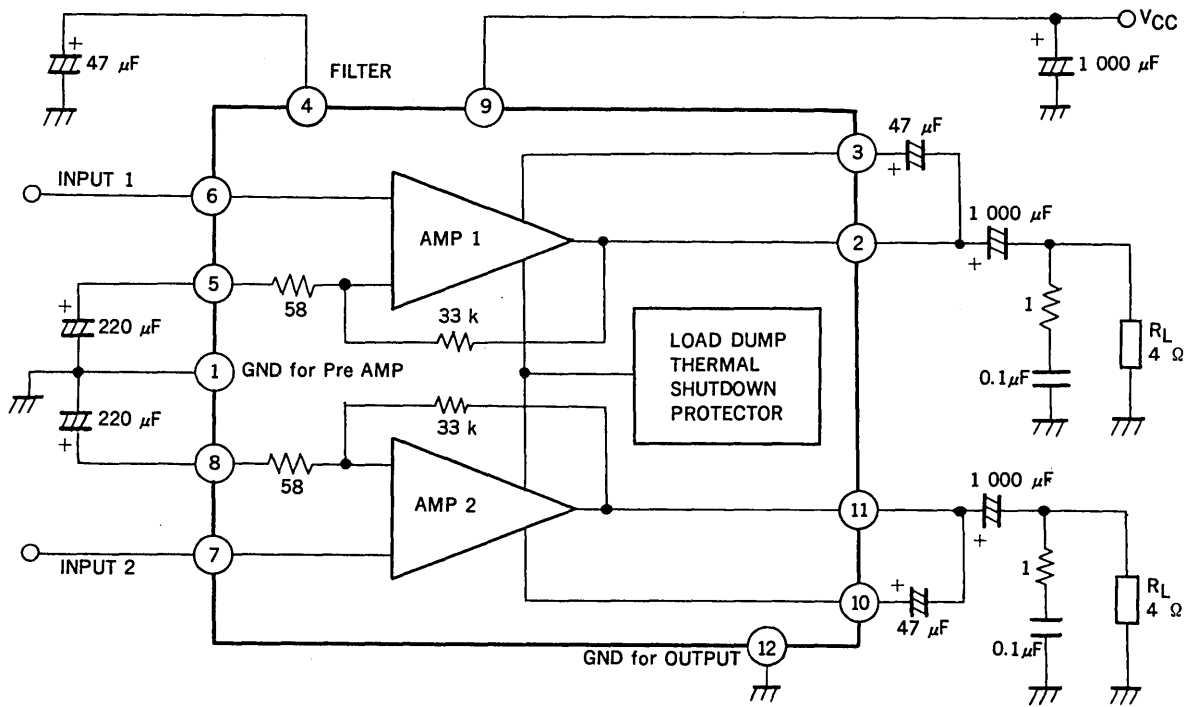 VCC
+
47 μF
FILTER
+
1 000 μF
4
9
47 μF
3
+
INPUT 1
6
AMP 1
1 000 μF
2
+
5
58
33 k
+
220 μF
1
RL
4 Ω
LOAD DUMP
THERMAL
SHUTDOWN
PROTECTOR
1
GND for Pre AMP
0.1μF
220 μF
+
33 k
8
58
AMP 2
1 000 μF
11
+
7
INPUT 2
1
RL
4 Ω
+
10
47 μF
0.1μF
12
GND for OUTPUT